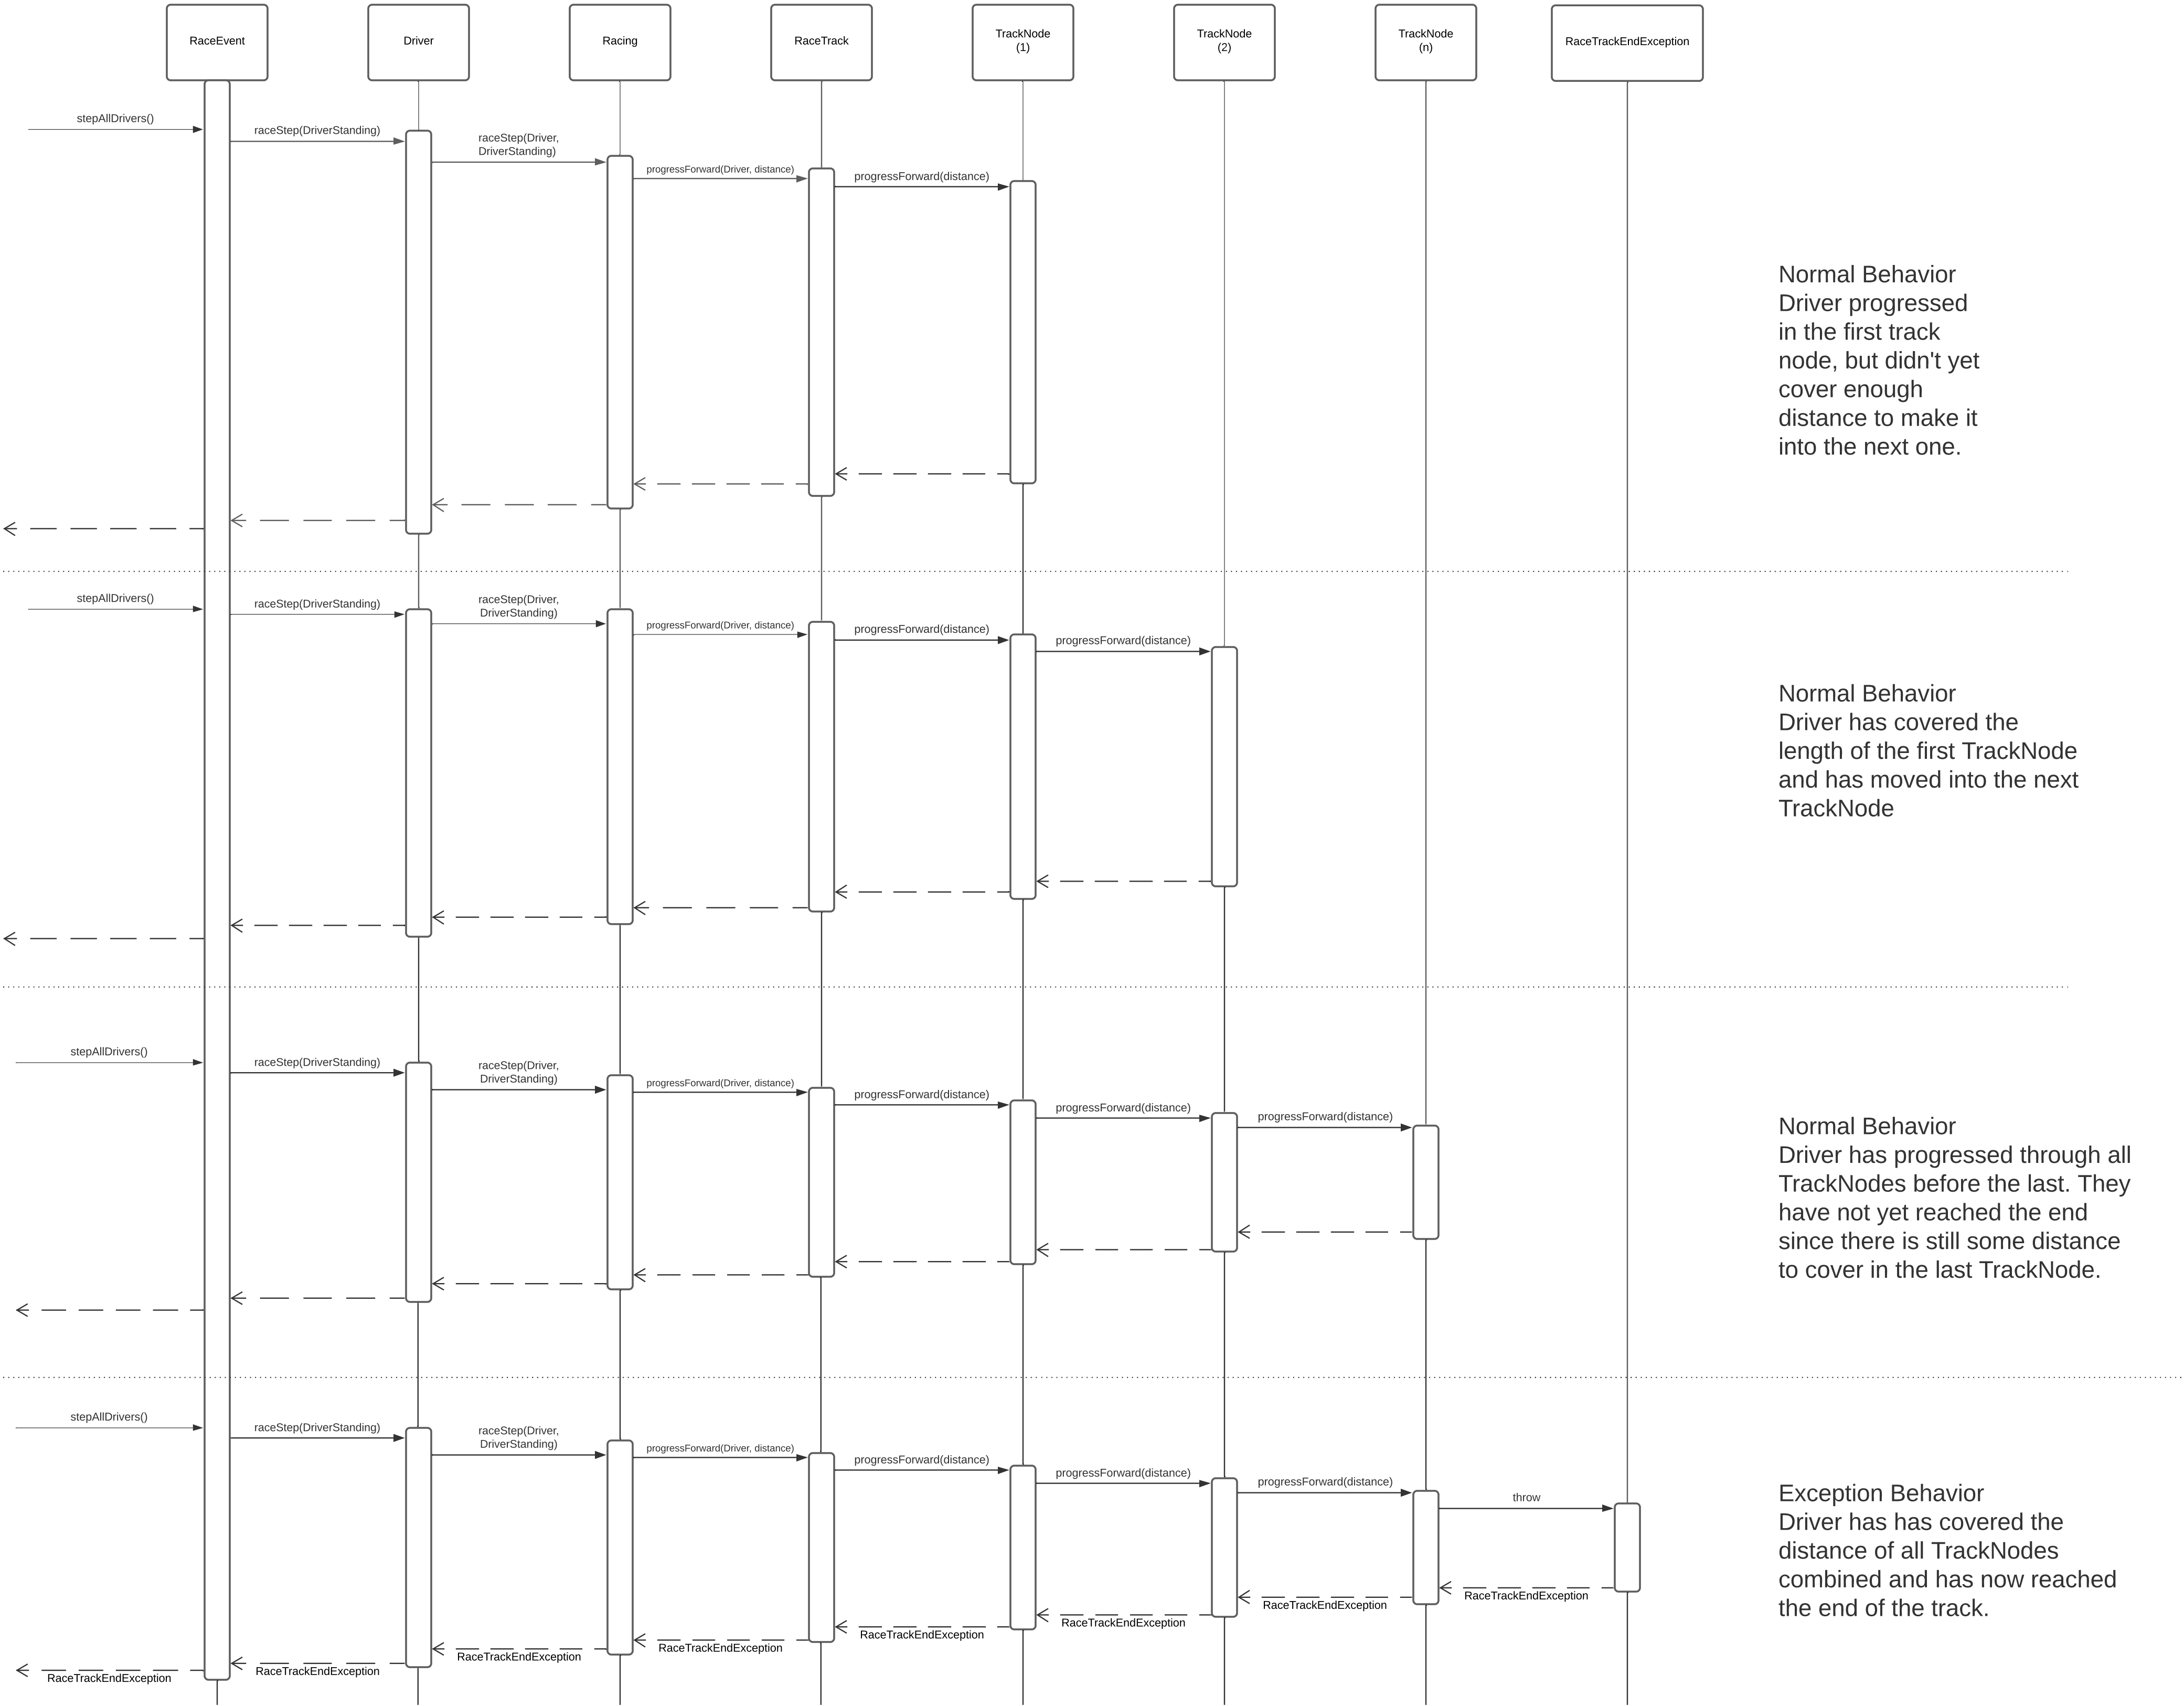 RaceEvent
Driver
Racing
RaceTrack
TrackNode
(1)
TrackNode
(2)
TrackNode
(n)
RaceTrackEndException
stepAllDrivers()
raceStep(DriverStanding)
raceStep(Driver,
DriverStanding)
progressForward(Driver, distance)
progressForward(distance)
Normal Behavior
Driver progressed
in the first track
node, but didn't yet
cover enough
distance to make it
into the next one.
stepAllDrivers()
raceStep(DriverStanding)
raceStep(Driver,
DriverStanding)
progressForward(Driver, distance)
progressForward(distance)
progressForward(distance)
Normal Behavior
Driver has covered the
length of the first TrackNode
and has moved into the next
TrackNode
stepAllDrivers()
raceStep(DriverStanding)
raceStep(Driver,
DriverStanding)
progressForward(Driver, distance)
progressForward(distance)
progressForward(distance)
progressForward(distance)
Normal Behavior
Driver has progressed through all
TrackNodes before the last. They
have not yet reached the end
since there is still some distance
to cover in the last TrackNode.
stepAllDrivers()
raceStep(DriverStanding)
raceStep(Driver,
DriverStanding)
progressForward(Driver, distance)
progressForward(distance)
progressForward(distance)
progressForward(distance)
throw
Exception Behavior
Driver has has covered the
distance of all TrackNodes
combined and has now reached
the end of the track.
RaceTrackEndException
RaceTrackEndException
RaceTrackEndException
RaceTrackEndException
RaceTrackEndException
RaceTrackEndException
RaceTrackEndException
RaceTrackEndException